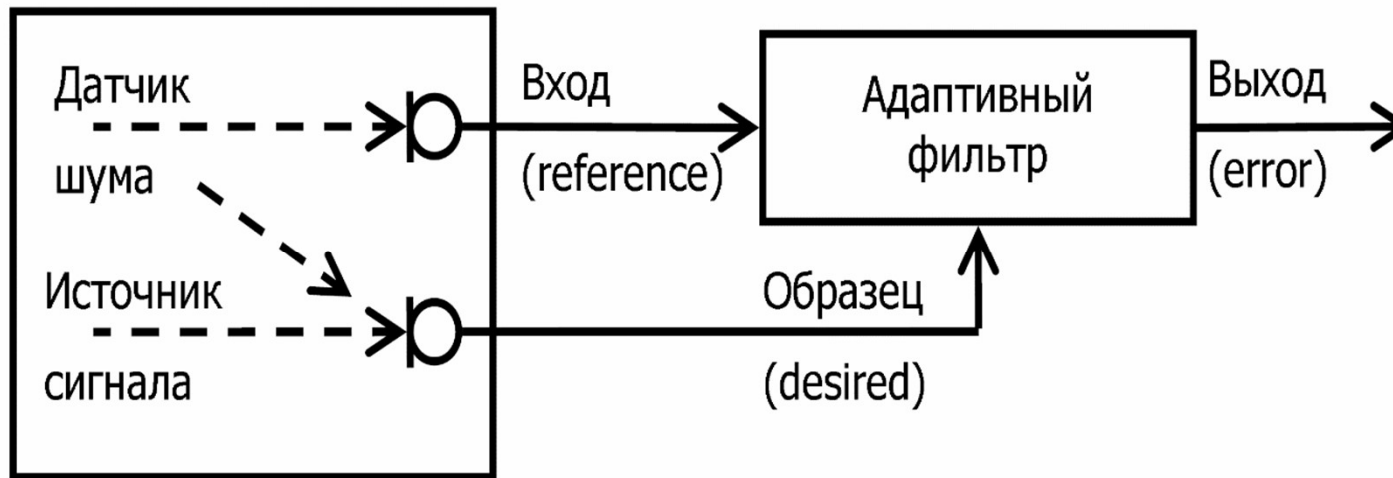 Датчик
шума
Источник
сигнала
Вход
(reference)
Адаптивный
фильтр
Выход
(error)
Образец
(desired)